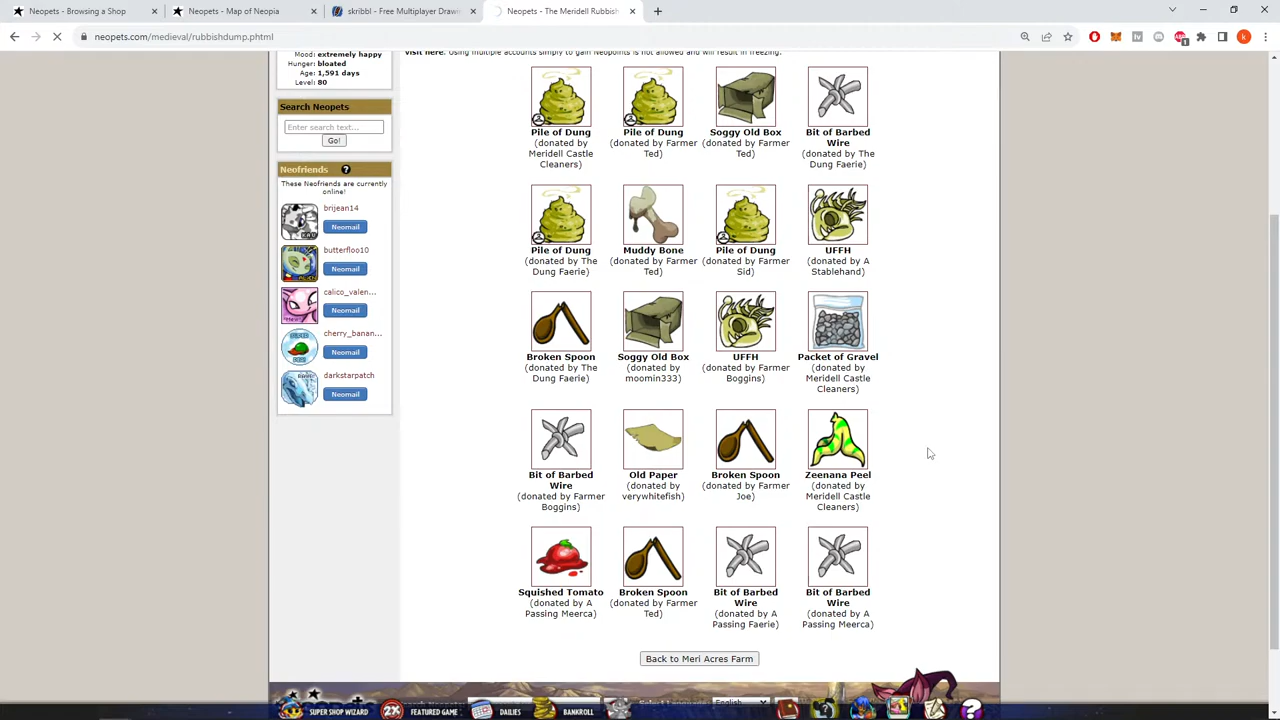 Neopets - Browsing a Shop
Neopets - Map of Neopia
skribbl - Free Multiplayer Drawin
Neopets - The Meridell Rubbish
neopets.com/medieval/rubbishdump.phtml
Mood: extremely happy
Hunger: bloated
Age: 1,591 days
Level: 80
visit here. Using multiple accounts simply to gain Neopoints is not allowed and will result in freezing.
Search Neopets
Enter search text...
Go!
Neofriends ?
These Neofriends are currently
online!
brijean14
Neomail
butterfloo10
Neomail
calico_valen...
Neomail
cherry_banan...
Neomail
darkstarpatch
Neomail
Pile of Dung
(donated by
Meridell Castle
Cleaners)
Pile of Dung
(donated by Farmer
Ted)
Soggy Old Box
(donated by Farmer
Ted)
Bit of Barbed
Wire
(donated by The
Dung Faerie)
Pile of Dung
(donated by The
Dung Faerie)
Muddy Bone
(donated by Farmer
Ted)
Pile of Dung
(donated by Farmer
Sid)
UFFH
(donated by A
Stablehand)
Broken Spoon
(donated by The
Dung Faerie)
Soggy Old Box
(donated by
moomin333)
UFFH
(donated by Farmer
Boggins)
Packet of Gravel
(donated by
Meridell Castle
Cleaners)
Bit of Barbed
Wire
(donated by Farmer
Boggins)
Old Paper
(donated by
verywhitefish)
Broken Spoon
(donated by Farmer
Joe)
Zeenana Peel
(donated by
Meridell Castle
Cleaners)
Squished Tomato
(donated by A
Passing Meerca)
Broken Spoon
(donated by Farmer
Ted)
Bit of Barbed
Wire
(donated by A
Passing Faerie)
Bit of Barbed
Wire
(donated by A
Passing Meerca)
Back to Meri Acres Farm
English
SUPER SHOP WIZARD
FEATURED GAME
DAILIES
BANKROLL